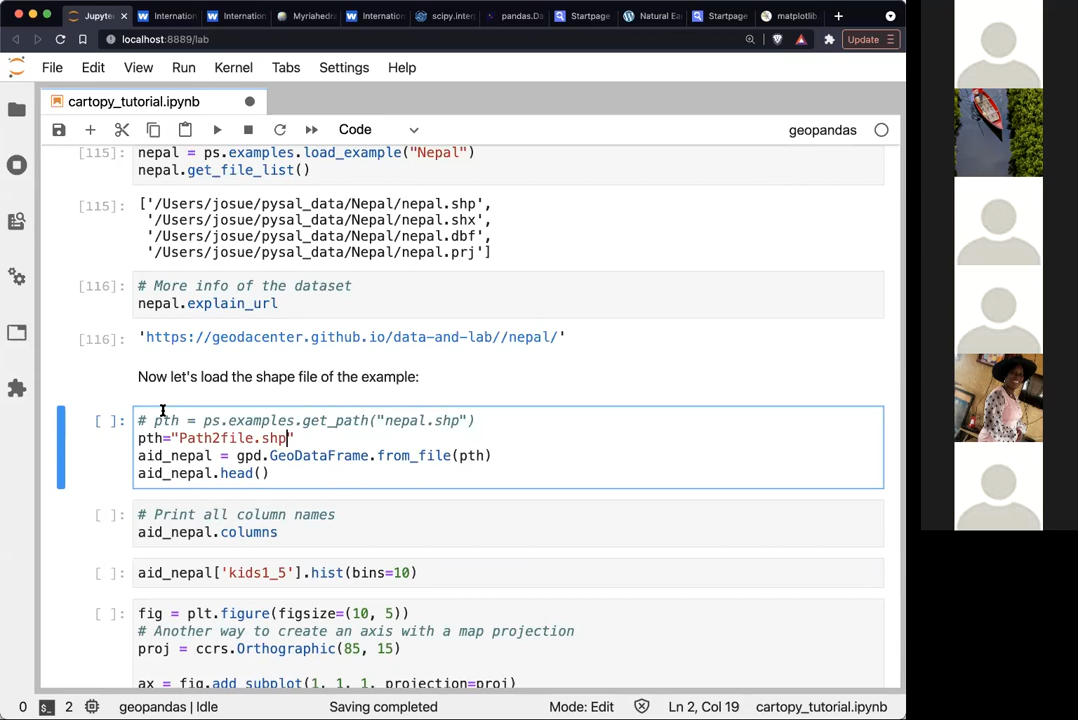 Jupyter
Internation
Internation
Myriahedra
Internation
scipy.inter
pandas.Da
Startpage
Natural Ear
Startpage
matplotlib
localhost:8889/lab
Update
File Edit View Run Kernel Tabs Settings Help
cartopy_tutorial.ipynb
Code
geopandas
[115]: nepal = ps.examples.load_example("Nepal")
nepal.get_file_list()
[115]: ['/Users/josue/pysal_data/Nepal/nepal.shp',
'/Users/josue/pysal_data/Nepal/nepal.shx',
'/Users/josue/pysal_data/Nepal/nepal.dbf',
'/Users/josue/pysal_data/Nepal/nepal.prj']
[116]: # More info of the dataset
nepal.explain_url
[116]: 'https://geodacenter.github.io/data-and-lab//nepal/'
Now let's load the shape file of the example:
[ ]: # pth = ps.examples.get_path("nepal.shp")
pth="Path2file.shp"
aid_nepal = gpd.GeoDataFrame.from_file(pth)
aid_nepal.head()
[ ]: # Print all column names
aid_nepal.columns
[ ]: aid_nepal['kids1_5'].hist(bins=10)
[ ]: fig = plt.figure(figsize=(10, 5))
# Another way to create an axis with a map projection
proj = ccrs.Orthographic(85, 15)
ax = fig.add_subplot(1, 1, 1, projection=proj)
0 2 geopandas | Idle Saving completed Mode: Edit Ln 2, Col 19 cartopy_tutorial.ipynb